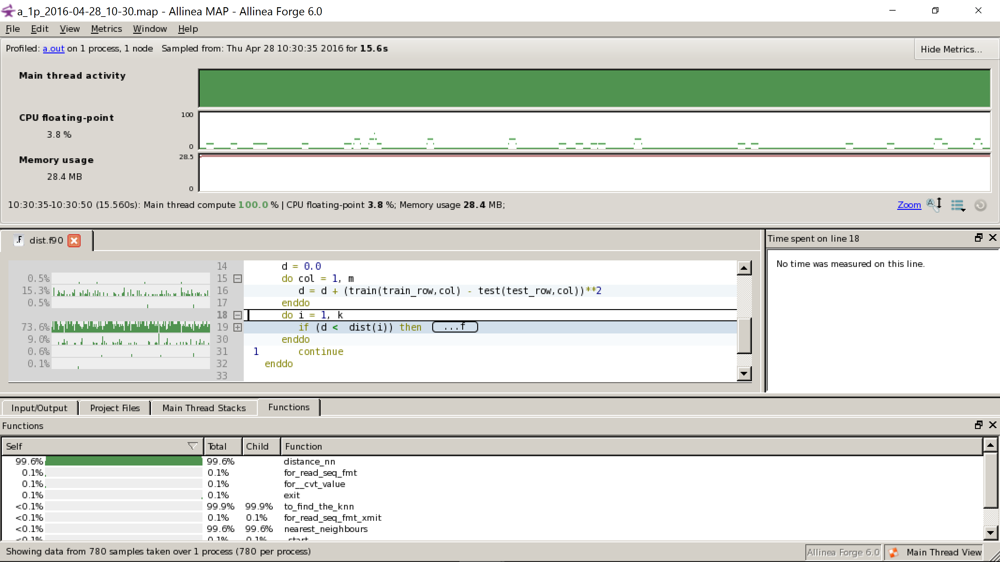 a_1p_2016-04-28_10-30.map - Allinea MAP - Allinea Forge 6.0
File Edit View Metrics Window Help
Profiled: a.out on 1 process, 1 node Sampled from: Thu Apr 28 10:30:35 2016 for 15.6s
Hide Metrics...
Main thread activity
CPU floating-point
3.8 %
100
0
Memory usage
28.4 MB
28.5
0
10:30:35-10:30:50 (15.560s): Main thread compute 100.0 % | CPU floating-point 3.8 %; Memory usage 28.4 MB;
Zoom
.F dist.f90
14 d = 0.0
0.5% 15 do col = 1, m
15.3% 16 d = d + (train(train_row,col) - test(test_row,col))**2
0.5% 17 enddo
18 do i = 1, k
73.6% 19 if (d < dist(i)) then ...f
9.0% 30 enddo
0.6% 31 1 continue
0.1% 32 enddo
33
Time spent on line 18
No time was measured on this line.
Input/Output Project Files Main Thread Stacks Functions
Functions
Self Total Child Function
99.6% 99.6% distance_nn
0.1% 0.1% for_read_seq_fmt
0.1% 0.1% for__cvt_value
0.1% 0.1% exit
<0.1% 99.9% 99.9% to_find_the_knn
<0.1% 0.1% 0.1% for_read_seq_fmt_xmit
<0.1% 99.6% 99.6% nearest_neighbours
<0.1% 0.1% 0.1% _start
Showing data from 780 samples taken over 1 process (780 per process)
Allinea Forge 6.0 Main Thread View